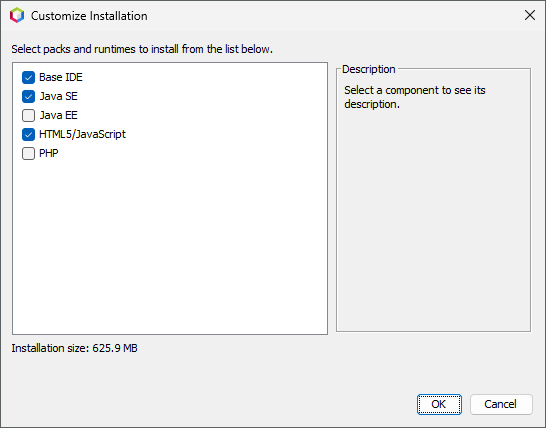 Customize Installation
Select packs and runtimes to install from the list below.
Base IDE
Java SE
Java EE
HTML5/JavaScript
PHP
Description
Select a component to see its
description.
Installation size: 625.9 MB
OK
Cancel